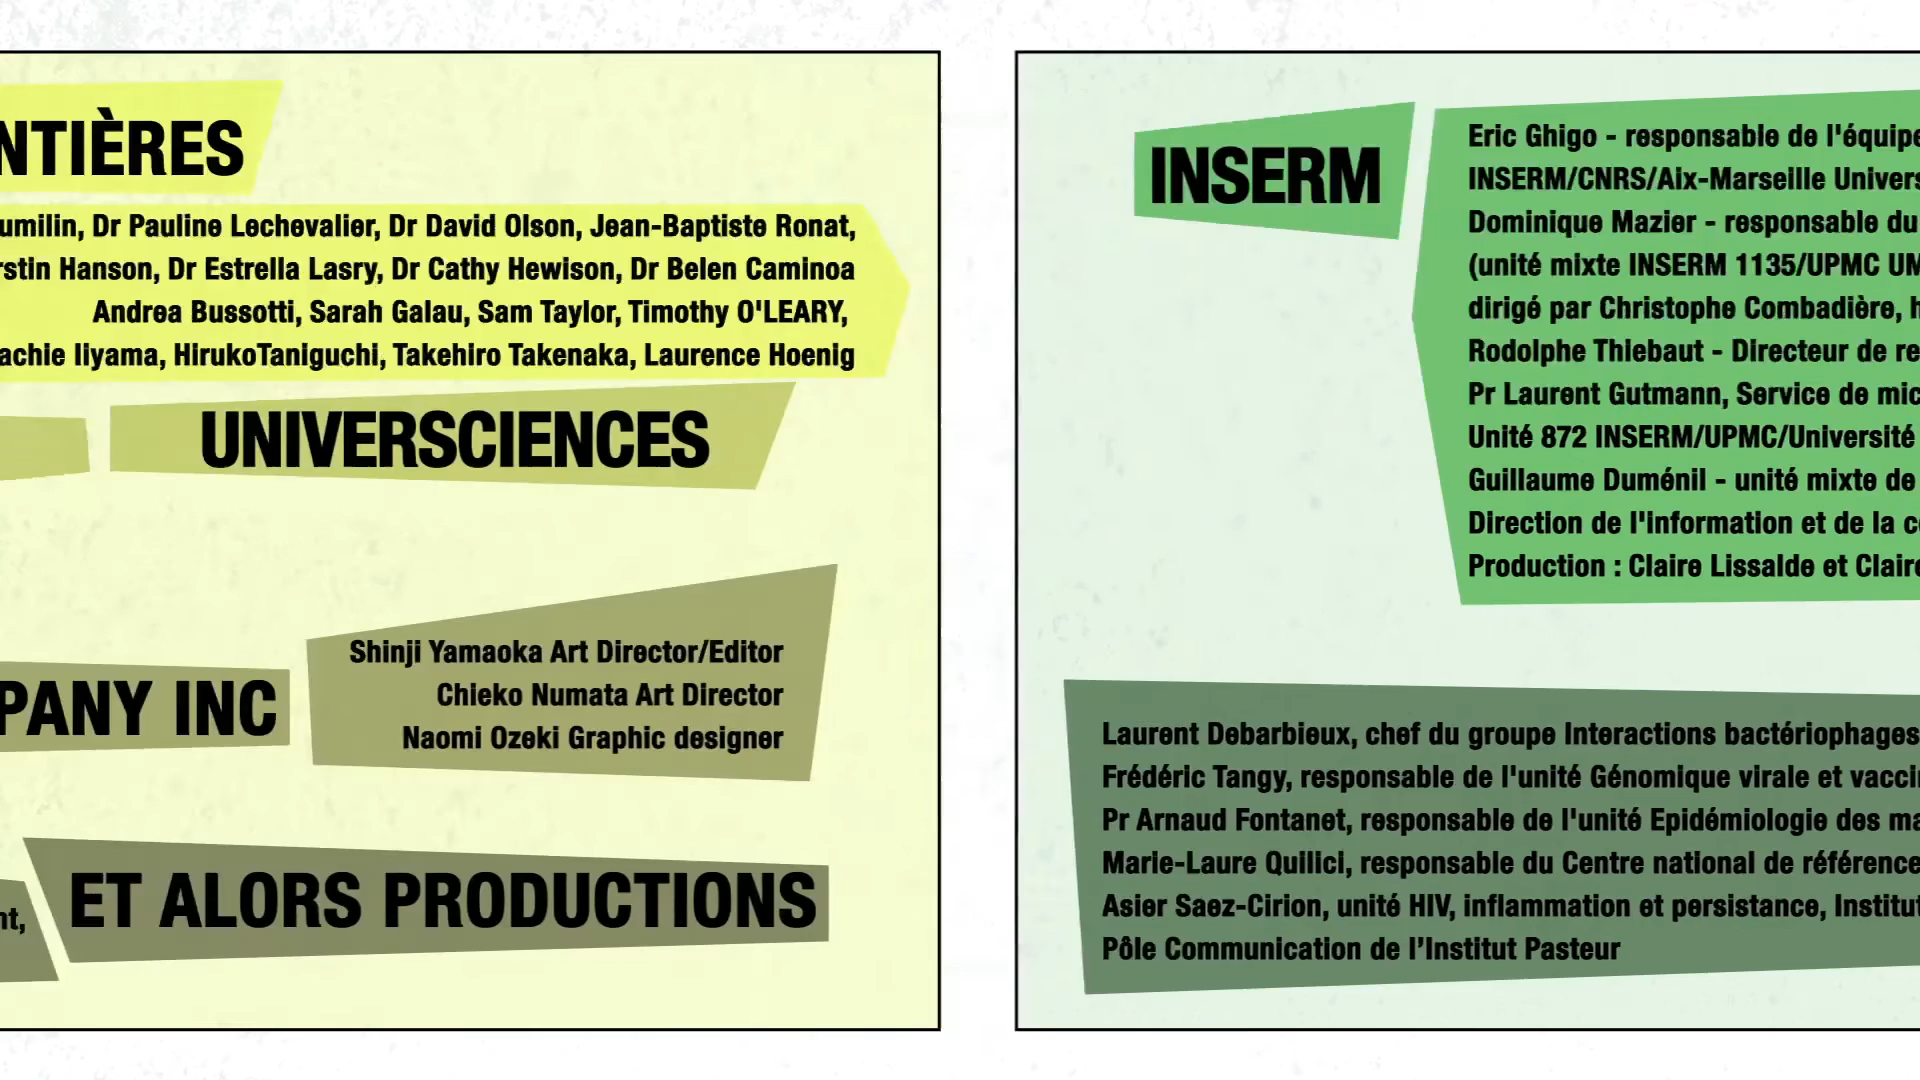 NTIÈRES
umilin, Dr Pauline Lechevalier, Dr David Olson, Jean-Baptiste Ronat,
rstin Hanson, Dr Estrella Lasry, Dr Cathy Hewison, Dr Belen Caminoa
Andrea Bussotti, Sarah Galau, Sam Taylor, Timothy O'LEARY,
achie Iiyama, HirukoTaniguchi, Takehiro Takenaka, Laurence Hoenig
UNIVERSCIENCES
Shinji Yamaoka Art Director/Editor
Chieko Numata Art Director
Naomi Ozeki Graphic designer
PANY INC
nt,
ET ALORS PRODUCTIONS
INSERM
Eric Ghigo - responsable de l'équipe
INSERM/CNRS/Aix-Marseille Univers
Dominique Mazier - responsable du
(unité mixte INSERM 1135/UPMC UM
dirigé par Christophe Combadière, h
Rodolphe Thiebaut - Directeur de re
Pr Laurent Gutmann, Service de mic
Unité 872 INSERM/UPMC/Université
Guillaume Duménil - unité mixte de
Direction de l'information et de la c
Production : Claire Lissalde et Claire
Laurent Debarbieux, chef du groupe Interactions bactériophages
Frédéric Tangy, responsable de l'unité Génomique virale et vacci
Pr Arnaud Fontanet, responsable de l'unité Epidémiologie des ma
Marie-Laure Quilici, responsable du Centre national de référence
Asier Saez-Cirion, unité HIV, inflammation et persistance, Institut
Pôle Communication de l’Institut Pasteur